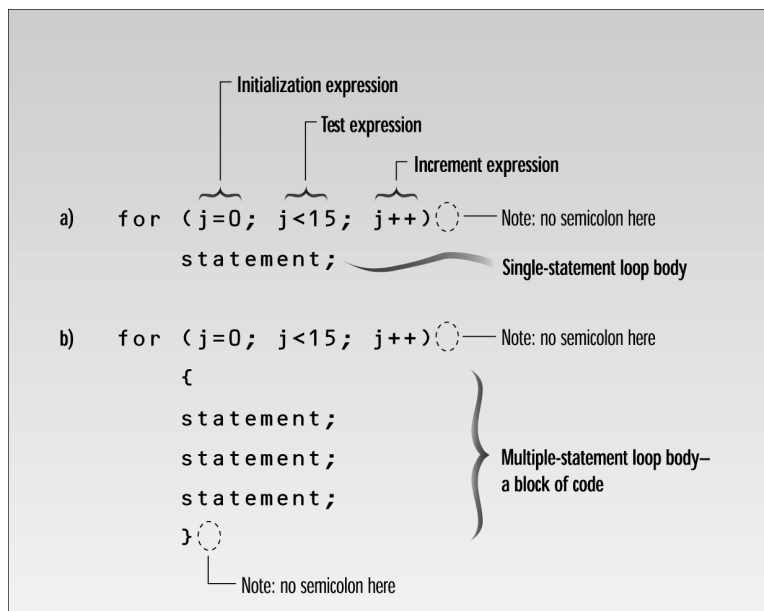 Initialization expression
Test expression
Increment expression
a) for (j=0; j<15; j++) Note: no semicolon here
statement;
Single-statement loop body
b) for (j=0; j<15; j++) Note: no semicolon here
{
statement;
statement;
statement;
}
Multiple-statement loop body–
a block of code
Note: no semicolon here